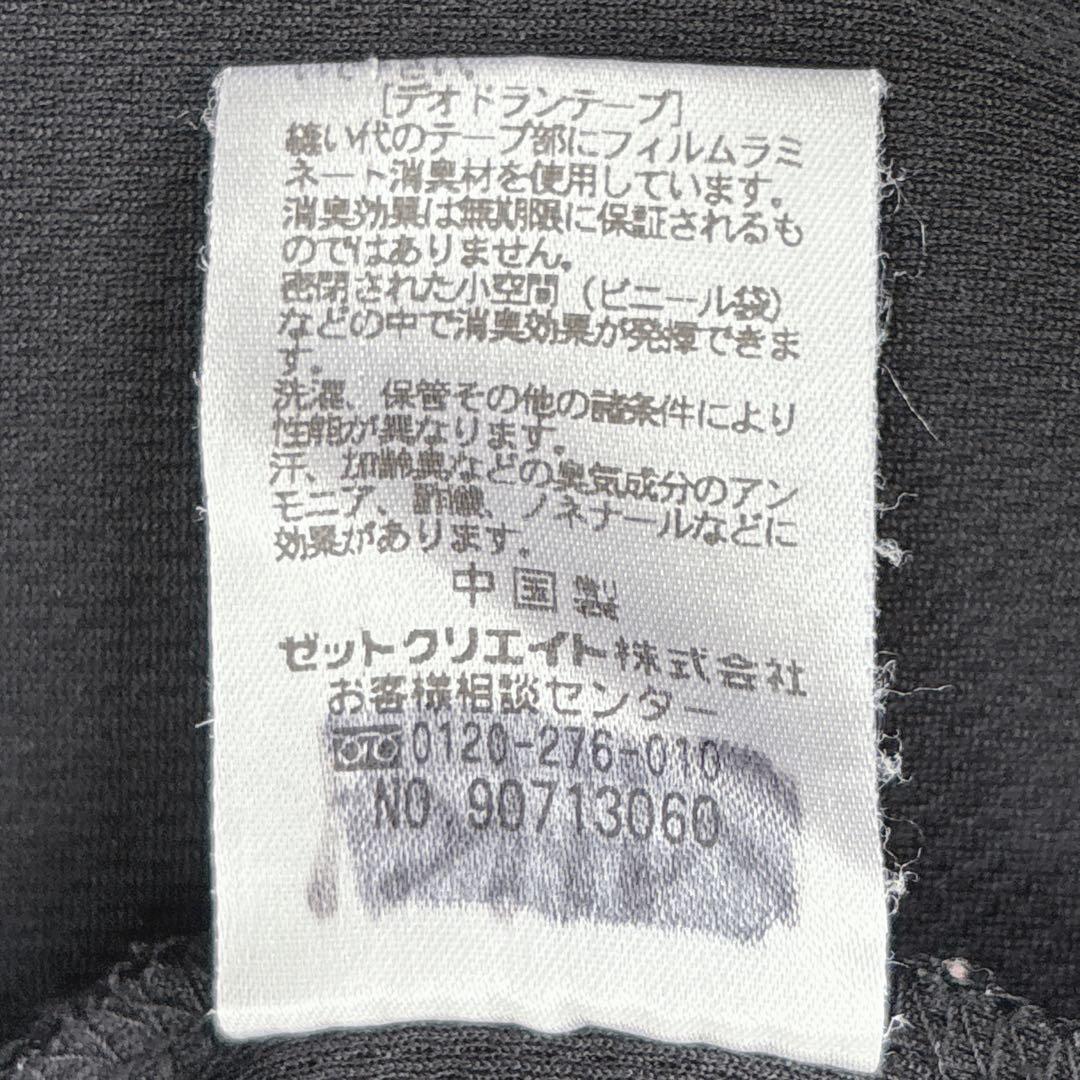 [デオドランテープ]
縫い代のテープ部にフィルムラミ
ネート消臭材を使用しています。
消臭効果は無期限に保証されるも
のではありません。
密閉された小空間（ビニール袋）
などの中で消臭効果が発揮できま
す。
洗濯、保管その他の諸条件により
性能が異なります。
汗、加齢臭などの臭気成分のアン
モニア、酢酸、ノネナールなどに
効果があります。
中国製
ゼットクリエイト株式会社
お客様相談センター
0120-276-010
NO 90713060